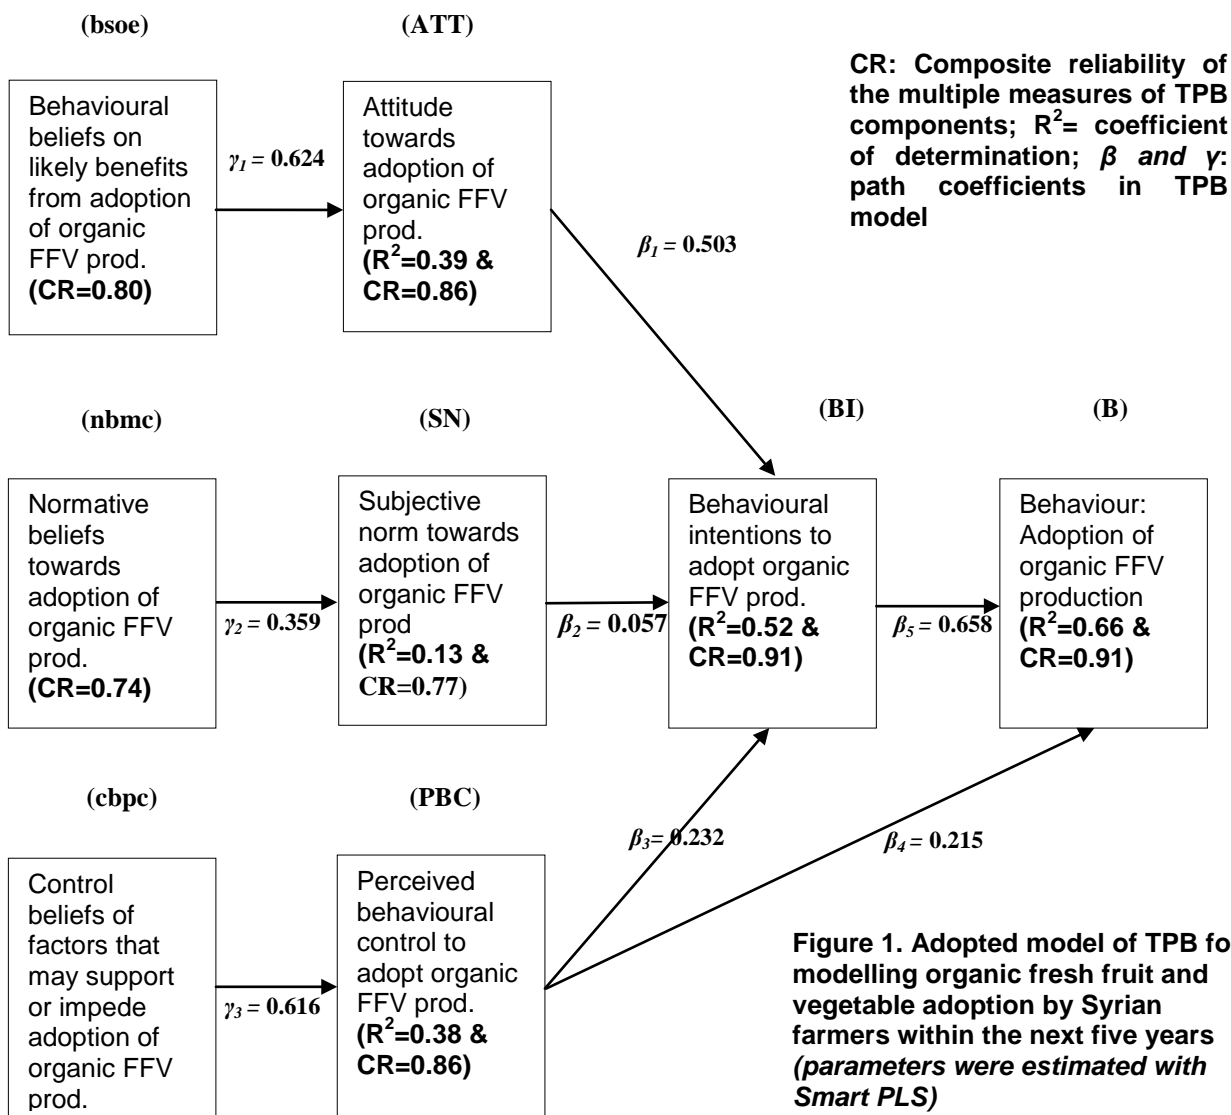 (bsoe)
(ATT)
CR: Composite reliability of
the multiple measures of TPB
components; R²= coefficient
of determination; β and γ:
path coefficients in TPB
model
Behavioural
beliefs on
likely benefits
from adoption
of organic
FFV prod.
(CR=0.80)
γ1 = 0.624
Attitude
towards
adoption of
organic FFV
prod.
(R²=0.39 &
CR=0.86)
β1 = 0.503
(nbmc)
(SN)
(BI)
(B)
Normative
beliefs
towards
adoption of
organic FFV
prod.
(CR=0.74)
γ2 = 0.359
Subjective
norm towards
adoption of
organic FFV
prod
(R²=0.13 &
CR=0.77)
β2 = 0.057
Behavioural
intentions to
adopt organic
FFV prod.
(R²=0.52 &
CR=0.91)
β5 = 0.658
Behaviour:
Adoption of
organic FFV
production
(R²=0.66 &
CR=0.91)
(cbpc)
(PBC)
β3= 0.232
β4 = 0.215
Control
beliefs of
factors that
may support
or impede
adoption of
organic FFV
prod.
γ3 = 0.616
Perceived
behavioural
control to
adopt organic
FFV prod.
(R²=0.38 &
CR=0.86)
Figure 1. Adopted model of TPB fo
modelling organic fresh fruit and
vegetable adoption by Syrian
farmers within the next five years
(parameters were estimated with
Smart PLS)